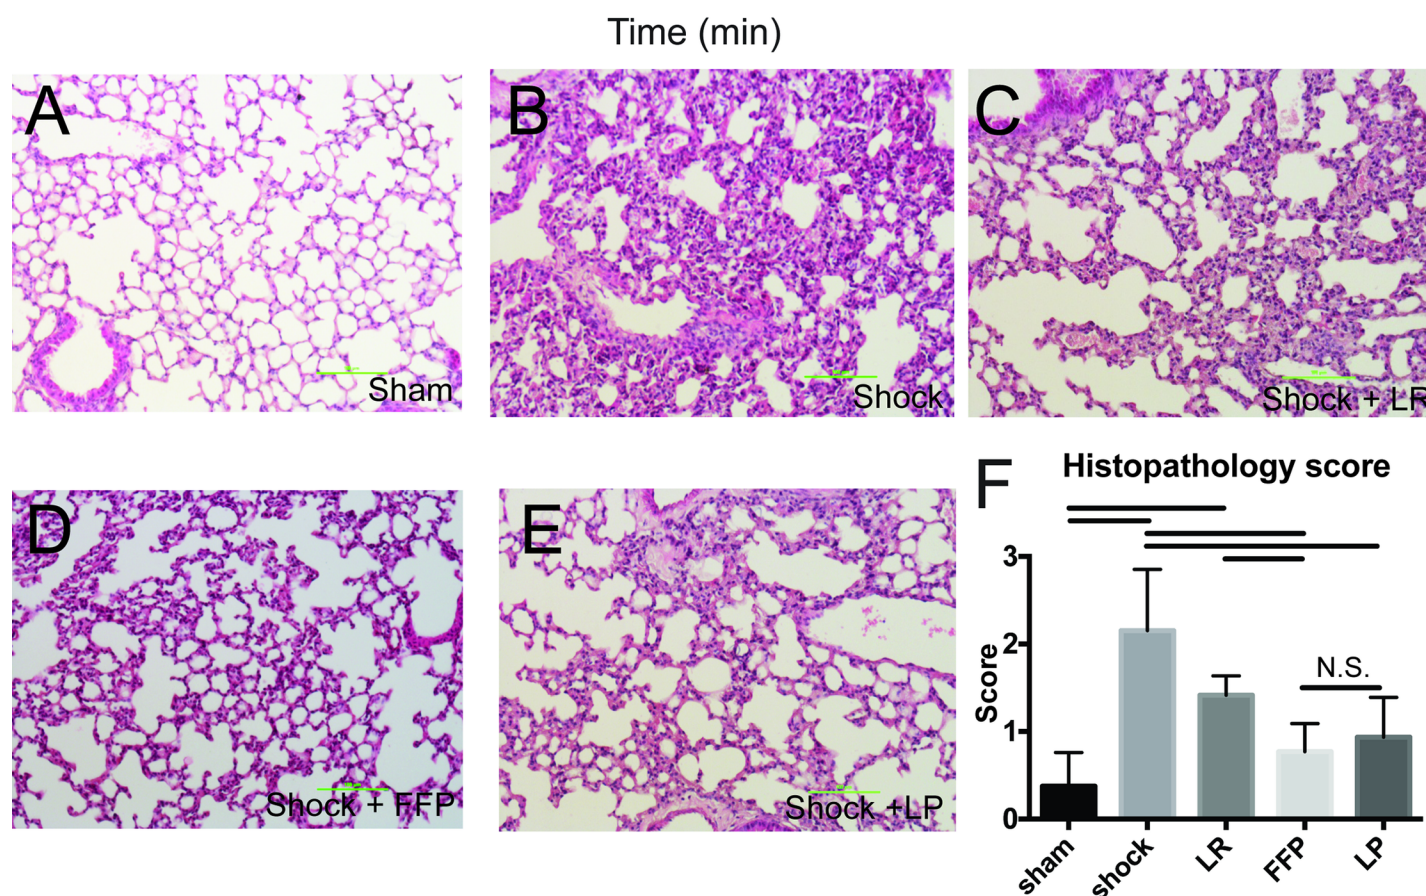 Time (min)
A
Sham
B
Shock
C
Shock + LR
D
Shock + FFP
E
Shock +LP
F
Histopathology score
N.S.
Score
3
2
1
0
sham
shock
LR
FFP
LP